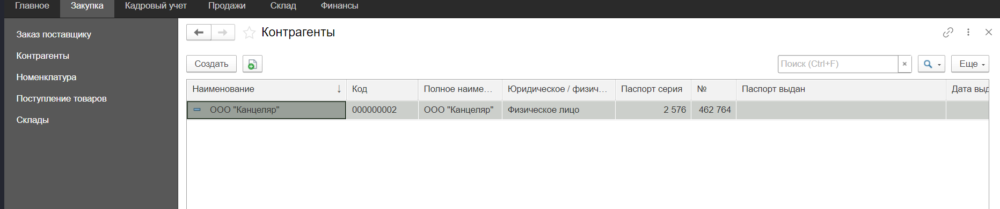 Главное Закупка Кадровый учет Продажи Склад Финансы
Заказ поставщику
Контрагенты
Номенклатура
Поступление товаров
Склады
Контрагенты
Создать Поиск (Ctrl+F) × Еще
Наименование ↓ Код Полное наиме... Юридическое / физич... Паспорт серия № Паспорт выдан Дата выд
ООО "Канцеляр" 000000002 ООО "Канцеляр" Физическое лицо 2 576 462 764